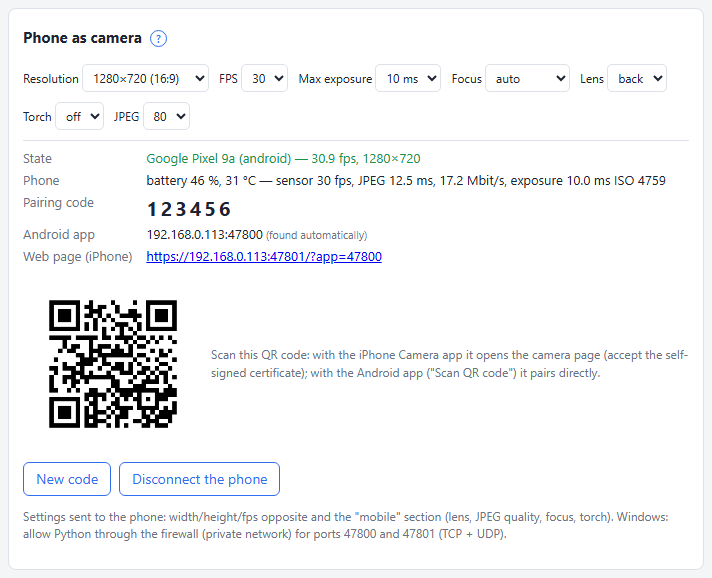 Phone as camera ?
Resolution 1280×720 (16:9) FPS 30 Max exposure 10 ms Focus auto Lens back
Torch off JPEG 80
State Google Pixel 9a (android) — 30.9 fps, 1280×720
Phone battery 46 %, 31 °C — sensor 30 fps, JPEG 12.5 ms, 17.2 Mbit/s, exposure 10.0 ms ISO 4759
Pairing code 123456
Android app 192.168.0.113:47800 (found automatically)
Web page (iPhone) https://192.168.0.113:47801/?app=47800
Scan this QR code: with the iPhone Camera app it opens the camera page (accept the self-
signed certificate); with the Android app ("Scan QR code") it pairs directly.
New code Disconnect the phone
Settings sent to the phone: width/height/fps opposite and the "mobile" section (lens, JPEG quality, focus, torch). Windows:
allow Python through the firewall (private network) for ports 47800 and 47801 (TCP + UDP).